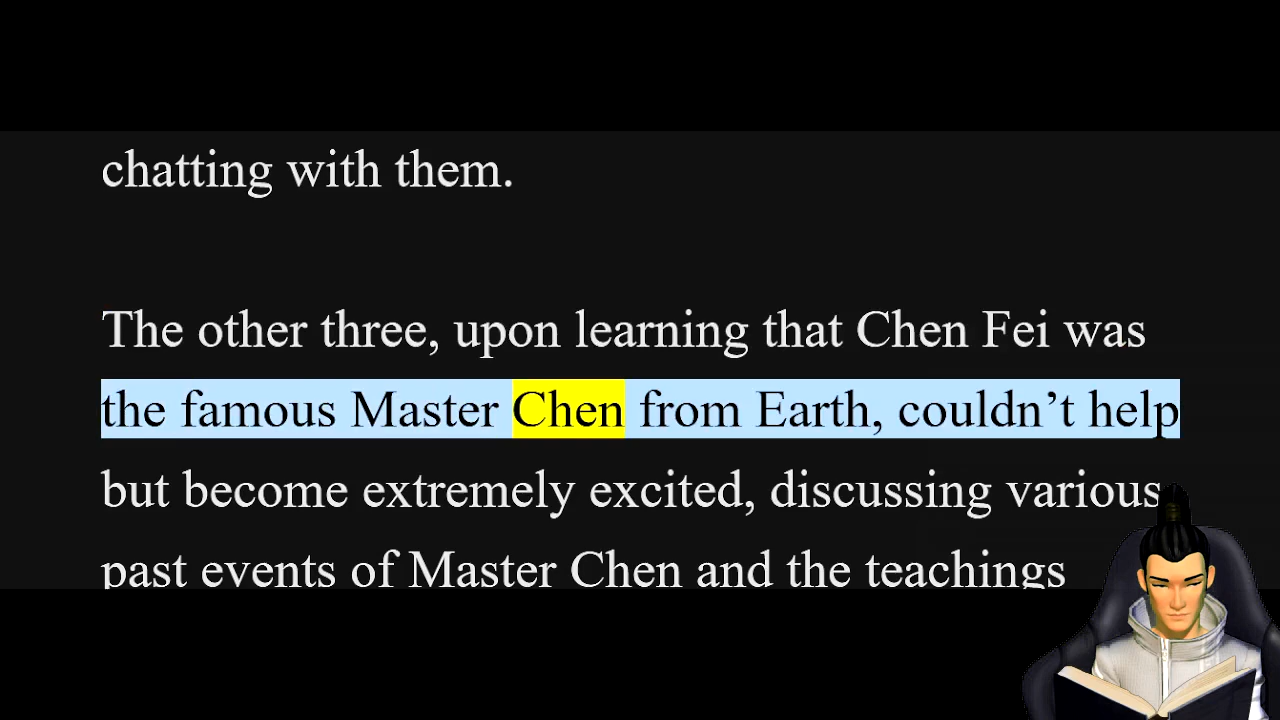 chatting with them.
The other three, upon learning that Chen Fei was
the famous Master Chen from Earth, couldn’t help
but become extremely excited, discussing various
past events of Master Chen and the teachings